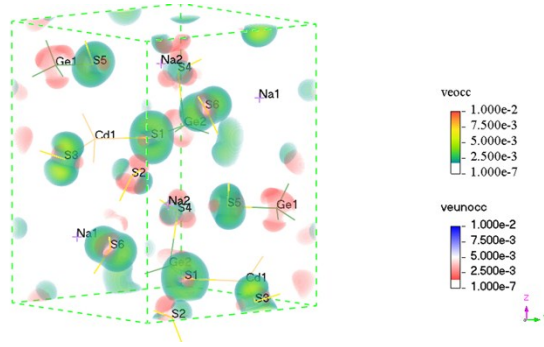 Ge1
S5
Na2
S4
Na1
S6
Ge2
Cd1
S1
S3
S2
Na2
S4
S5
Ge1
Na1
S6
Ge2
S1
Cd1
S3
S2
veocc
1.000e-2
7.500e-3
5.000e-3
2.500e-3
1.000e-7
veunocc
1.000e-2
7.500e-3
5.000e-3
2.500e-3
1.000e-7
z